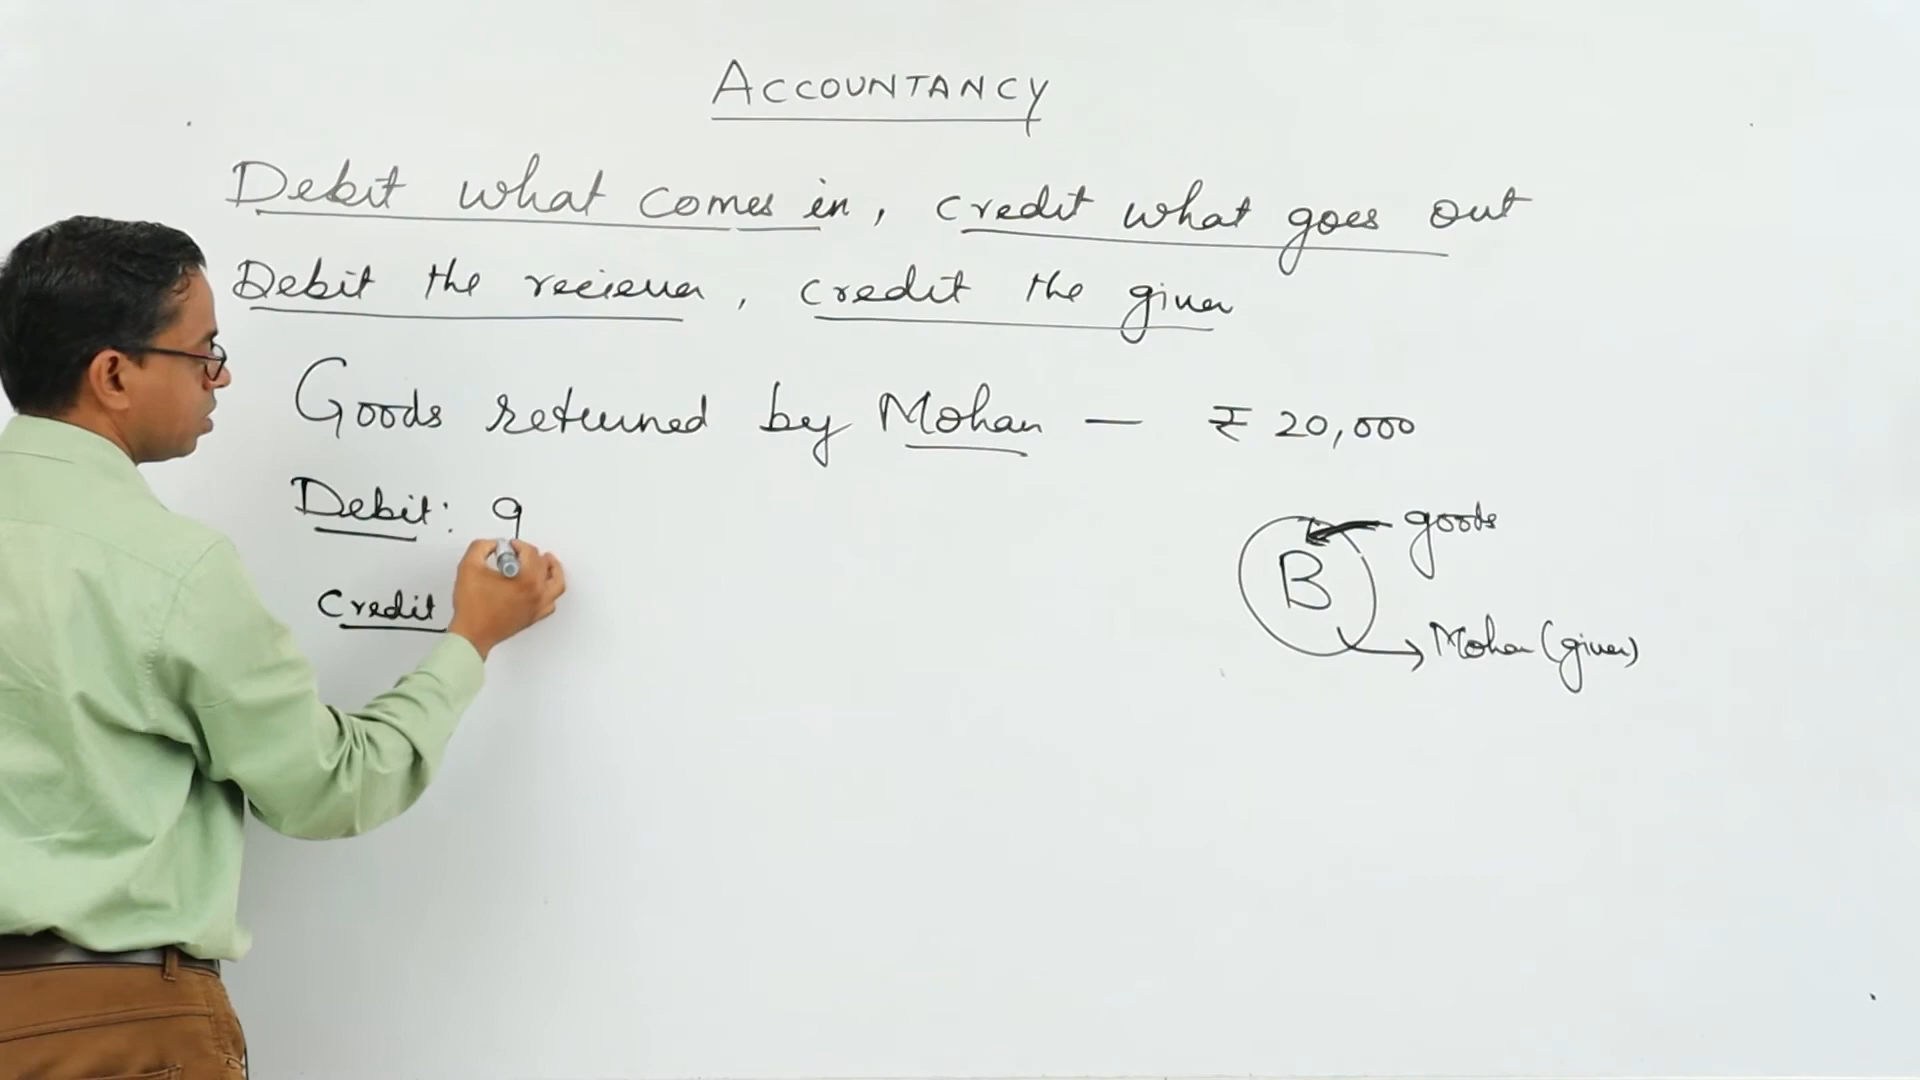 ACCOUNTANCY
Debit what comes in, credit what goes out
Debit the reciever, credit the giver
Goods returned by Mohan — ₹ 20,000
Debit: g
Credit
goods
B
Mohan (giver)